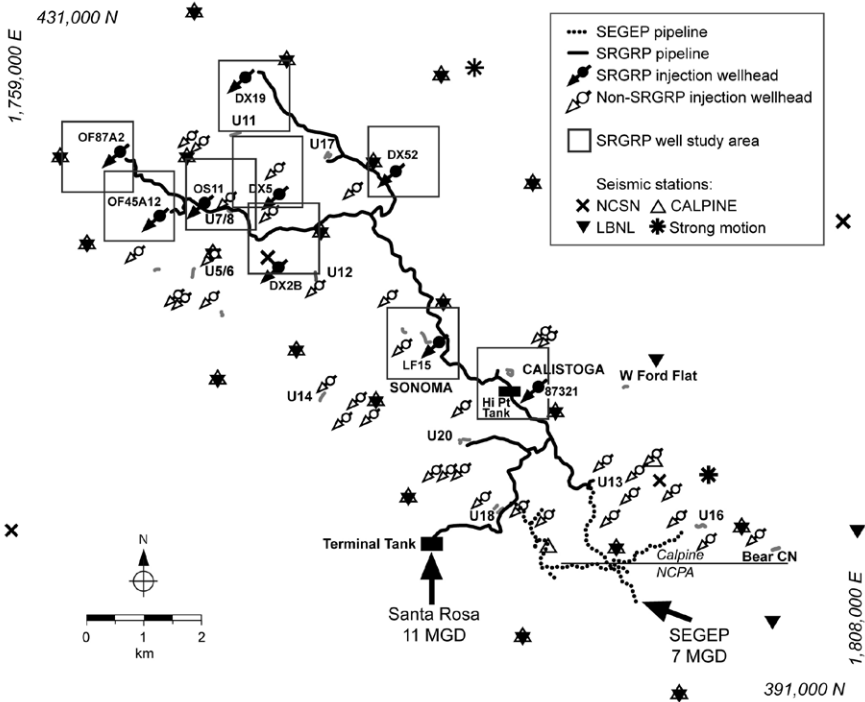 431,000 N
1,759,000 E
SEGEP pipeline
SRGRP pipeline
SRGRP injection wellhead
Non-SRGRP injection wellhead
SRGRP well study area
Seismic stations:
NCSN
CALPINE
LBNL
Strong motion
DX19
U11
OF87A2
U17
DX52
OF45A12
OS11
DX5
U7/8
U5/6
DX2B
U12
LF15
SONOMA
CALISTOGA
87321
Hi Pt
Tank
W Ford Flat
U14
U20
U13
U18
U16
Terminal Tank
Bear CN
Calpine
NCPA
N
0 1 2
km
Santa Rosa
11 MGD
SEGEP
7 MGD
1,808,000 E
391,000 N